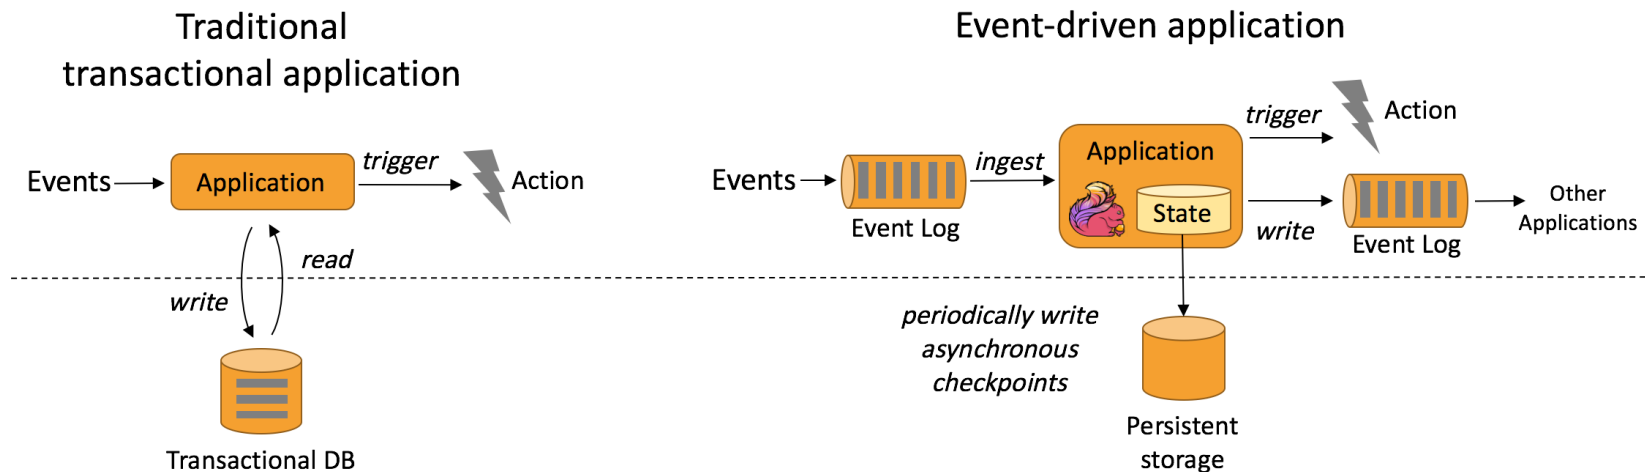 Traditional
transactional application
Events
Application
trigger
Action
read
write
Transactional DB
Event-driven application
Events
Event Log
ingest
Application
State
trigger
Action
write
Event Log
Other
Applications
periodically write
asynchronous
checkpoints
Persistent
storage